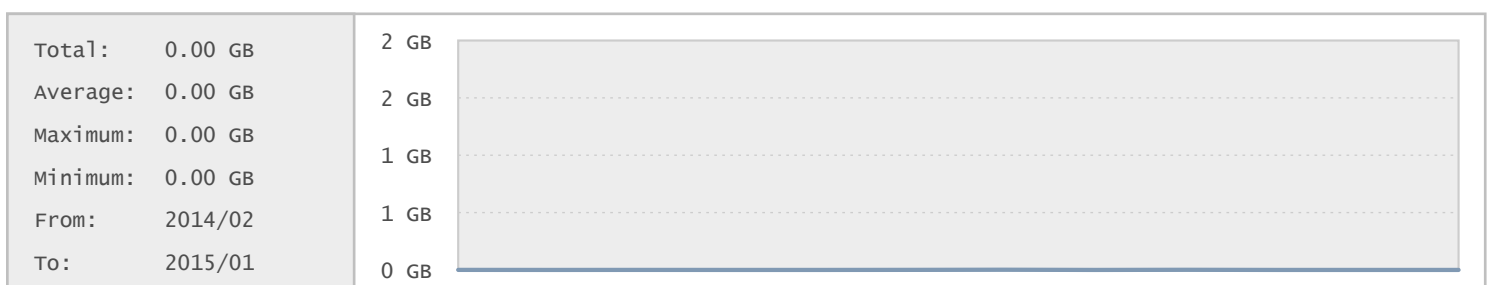 Total: 0.00 GB
Average: 0.00 GB
Maximum: 0.00 GB
Minimum: 0.00 GB
From: 2014/02
To: 2015/01
2 GB
2 GB
1 GB
1 GB
0 GB